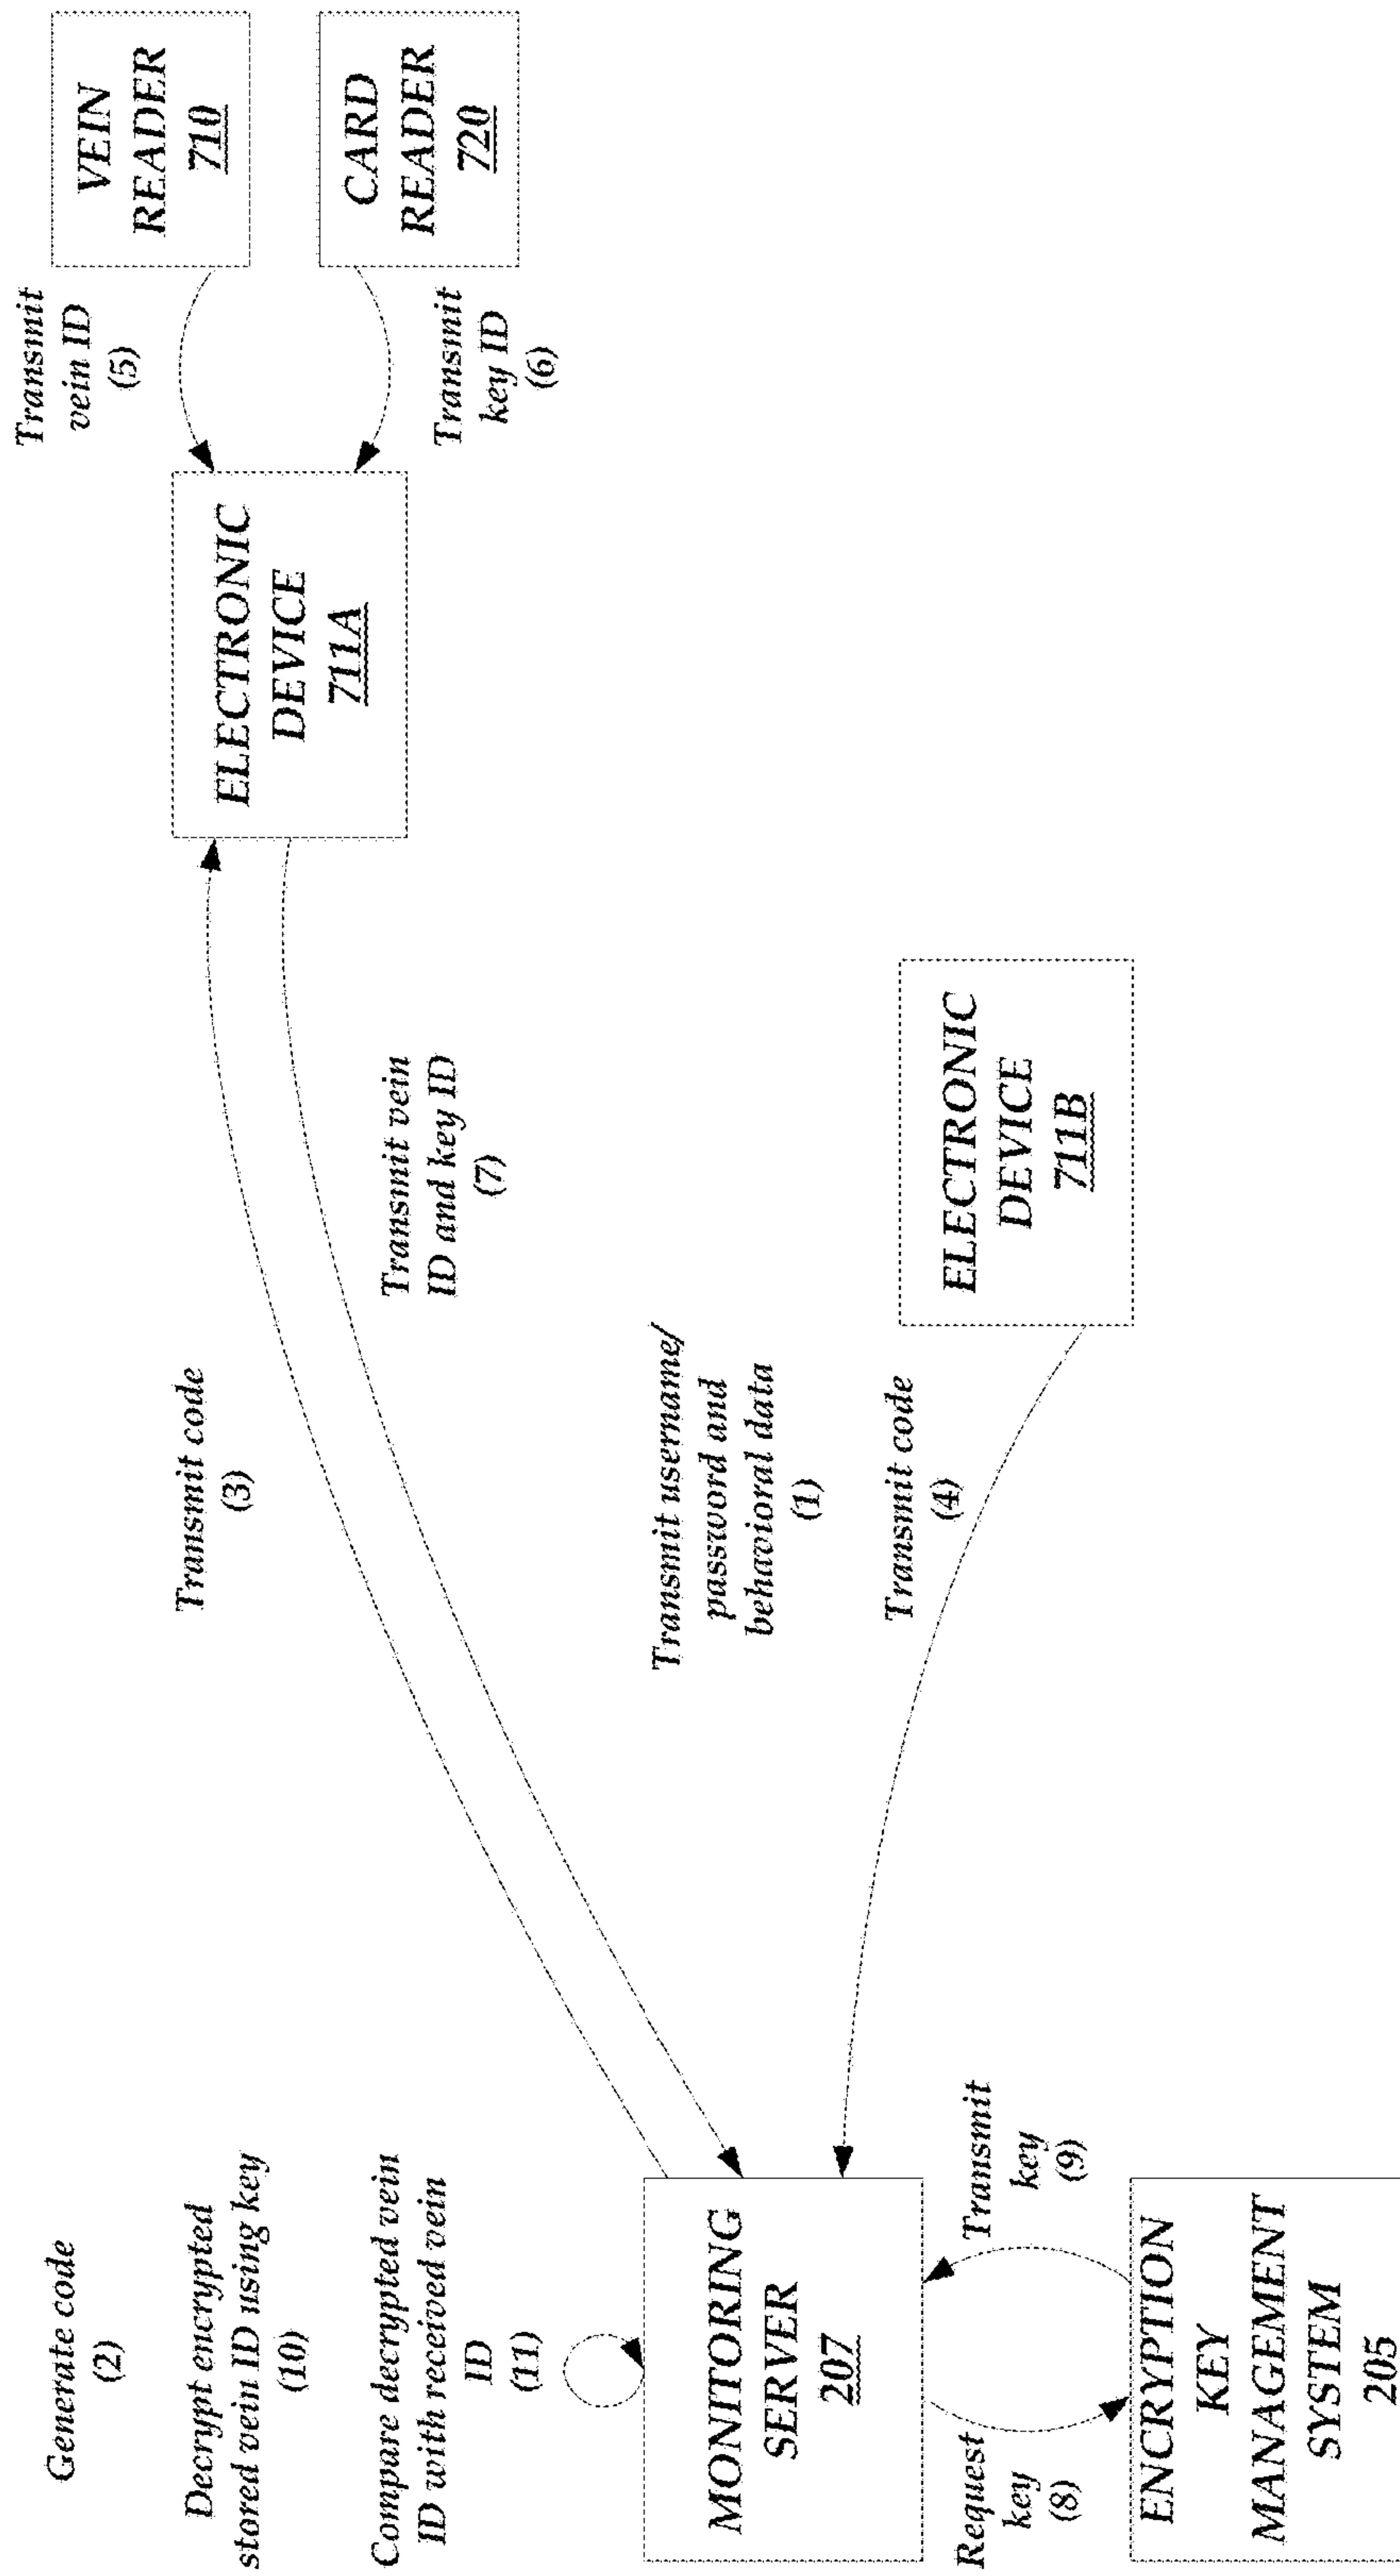 Generate code
(2)
Decrypt encrypted
stored vein ID using key
(10)
Compare decrypted vein
ID with received vein
ID
(11)
MONITORING
SERVER
207
Request
key
(8)
Transmit
key
(9)
ENCRYPTION
KEY
MANAGEMENT
SYSTEM
205
Transmit code
(3)
Transmit vein
ID and key ID
(7)
Transmit username/
password and
behavioral data
(1)
Transmit code
(4)
ELECTRONIC
DEVICE
711B
ELECTRONIC
DEVICE
711A
Transmit
vein ID
(5)
Transmit
key ID
(6)
VEIN
READER
710
CARD
READER
720